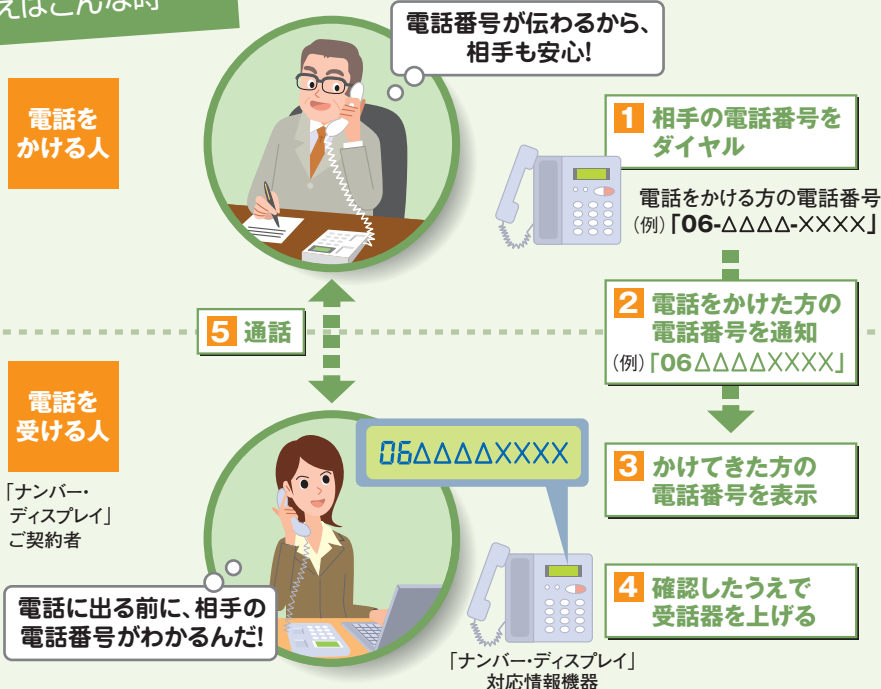 えばこんな時
電話番号が伝わるから、
相手も安心!
電話を
かける人
1 相手の電話番号を
ダイヤル
電話をかける方の電話番号
(例)「06-△△△△-××××」
2 電話をかけた方の
電話番号を通知
(例)「06△△△△××××」
5 通話
電話を
受ける人
「ナンバー・
ディスプレイ」
ご契約者
06△△△△××××
3 かけてきた方の
電話番号を表示
4 確認したうえで
受話器を上げる
電話に出る前に、相手の
電話番号がわかるんだ!
「ナンバー・ディスプレイ」
対応情報機器